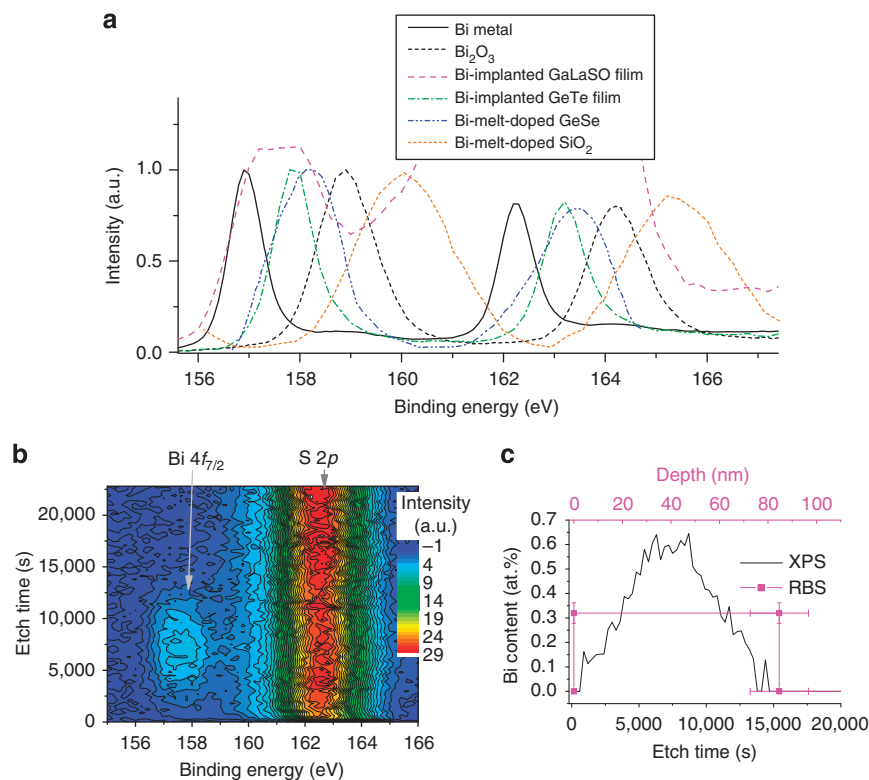 a
Bi metal
Bi2O3
Bi-implanted GaLaSO filim
Bi-implanted GeTe filim
Bi-melt-doped GeSe
Bi-melt-doped SiO2
1.0
0.5
0.0
Intensity (a.u.)
156 158 160 162 164 166
Binding energy (eV)
b
Bi 4f7/2 S 2p
20,000
15,000
10,000
5,000
0
Etch time (s)
Intensity
(a.u.)
–1
4
9
14
19
24
29
155 160 162 164 166
Binding energy (eV)
c
Depth (nm)
0 20 40 60 80 100
0.7
0.6
0.5
0.4
0.3
0.2
0.1
0.0
Bi content (at.%)
XPS
RBS
0 5,000 10,000 15,000 20,000
Etch time (s)